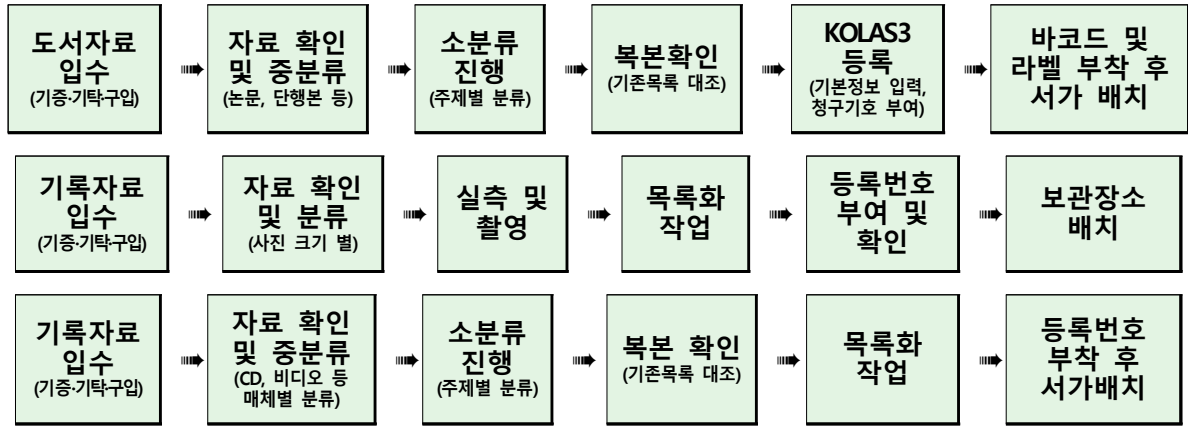 도서자료
입수
(기증·기탁·구입)
자료 확인
및 중분류
(논문, 단행본 등)
소분류
진행
(주제별 분류)
복본확인
(기존목록 대조)
KOLAS3
등록
(기본정보 입력,
청구기호 부여)
바코드 및
라벨 부착 후
서가 배치
기록자료
입수
(기증·기탁·구입)
자료 확인
및 분류
(사진 크기 별)
실측 및
촬영
목록화
작업
등록번호
부여 및
확인
보관장소
배치
기록자료
입수
(기증·기탁·구입)
자료 확인
및 중분류
(CD, 비디오 등
매체별 분류)
소분류
진행
(주제별 분류)
복본 확인
(기존목록 대조)
목록화
작업
등록번호
부착 후
서가배치